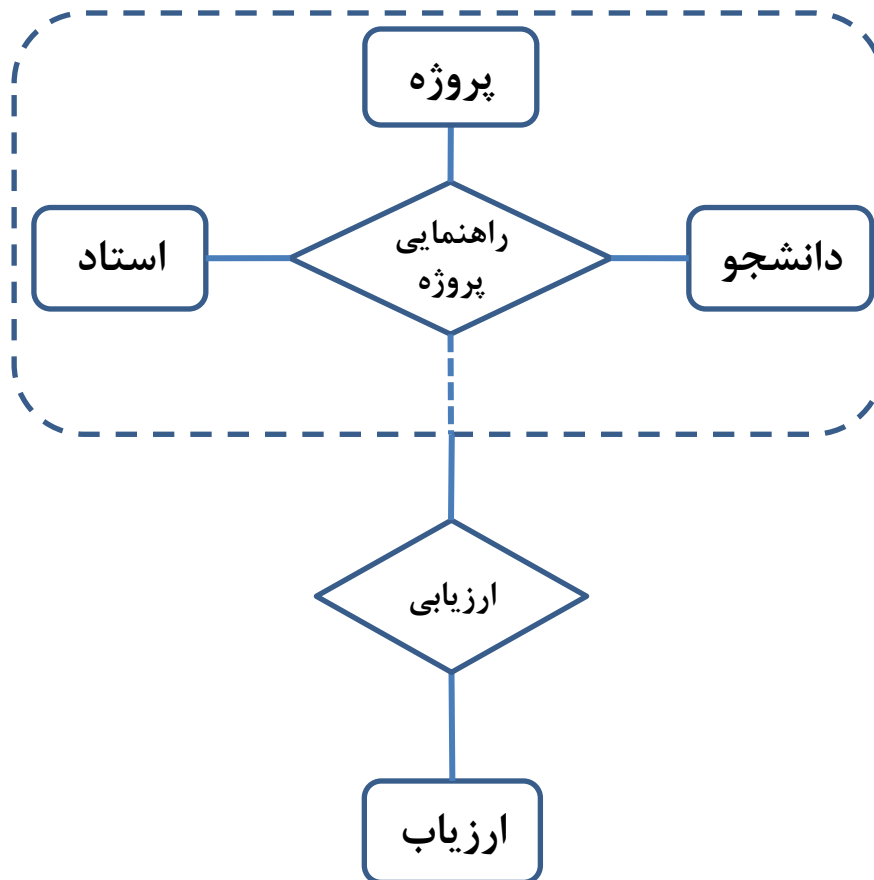 پروژه
دانشجو
راهنمایی
پروژه
استاد
ارزیابی
ارزیاب